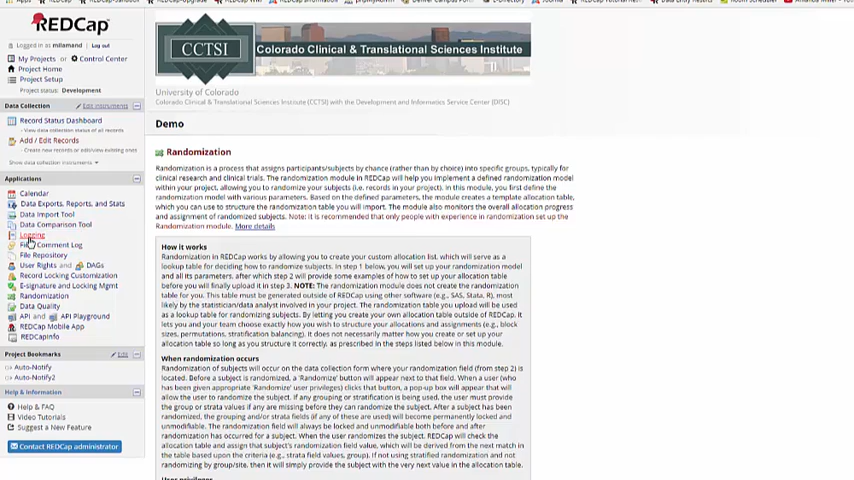 REDCap
Logged in as milamand | Log out
My Projects or Control Center
Project Home
Project Setup
Project status: Development
Data Collection Edit instruments
Record Status Dashboard
- View data collection status of all records
Add / Edit Records
- Create new records or edit/view existing ones
Show data collection instruments
Applications
Calendar
Data Exports, Reports, and Stats
Data Import Tool
Data Comparison Tool
Logging
Comment Log
File Repository
User Rights and DAGs
Record Locking Customization
E-signature and Locking Mgmt
Randomization
Data Quality
API and API Playground
REDCap Mobile App
REDCapInfo
Project Bookmarks Edit
Auto-Notify
Auto-Notify2
Help & Information
Help & FAQ
Video Tutorials
Suggest a New Feature
Contact REDCap administrator
CCTSI Colorado Clinical & Translational Sciences Institute
University of Colorado
Colorado Clinical & Translational Sciences Institute (CCTSI) with the Development and Informatics Service Center (DISC)
Demo
Randomization
Randomization is a process that assigns participants/subjects by chance (rather than by choice) into specific groups, typically for
clinical research and clinical trials. The randomization module in REDCap will help you implement a defined randomization model
within your project, allowing you to randomize your subjects (i.e. records in your project). In this module, you first define the
randomization model with various parameters. Based on the defined parameters, the module creates a template allocation table,
which you can use to structure the randomization table you will import. The module also monitors the overall allocation progress
and assignment of randomized subjects. Note: It is recommended that only people with experience in randomization set up the
Randomization module. More details
How it works
Randomization in REDCap works by allowing you to create your custom allocation list, which will serve as a
lookup table for deciding how to randomize subjects. In step 1 below, you will set up your randomization model
and all its parameters, after which step 2 will provide some examples of how to set up your allocation table
before you will finally upload it in step 3. NOTE: The randomization module does not create the randomization
table for you. This table must be generated outside of REDCap using other software (e.g., SAS, Stata, R), most
likely by the statistician/data analyst involved in your project. The randomization table you upload will be used
as a lookup table for randomizing subjects. By letting you create your own allocation table outside of REDCap, it
lets you and your team choose exactly how you wish to structure your allocations and assignments (e.g., block
sizes, permutations, stratification balancing). It does not necessarily matter how you create or set up your
allocation table so long as you structure it correctly, as prescribed in the steps listed below in this module.
When randomization occurs
Randomization of subjects will occur on the data collection form where your randomization field (from step 2) is
located. Before a subject is randomized, a 'Randomize' button will appear next to that field. When a user (who
has been given appropriate 'Randomize' user privileges) clicks that button, a pop-up box will appear that will
allow the user to randomize the subject. If any grouping or stratification is being used, the user must provide
the group or strata values if any are missing before they can randomize the subject. After a subject has been
randomized, the grouping and/or strata fields (if any of these are used) will become permanently locked and
unmodifiable. The randomization field will always be locked and unmodifiable both before and after
randomization has occurred for a subject. When the user randomizes the subject, REDCap will check the
allocation table and assign that subject's randomization field value, which will be derived from the next match in
the table based upon the criteria (e.g., strata field values, group). If not using stratified randomization and not
randomizing by group/site, then it will simply provide the subject with the very next value in the allocation table.